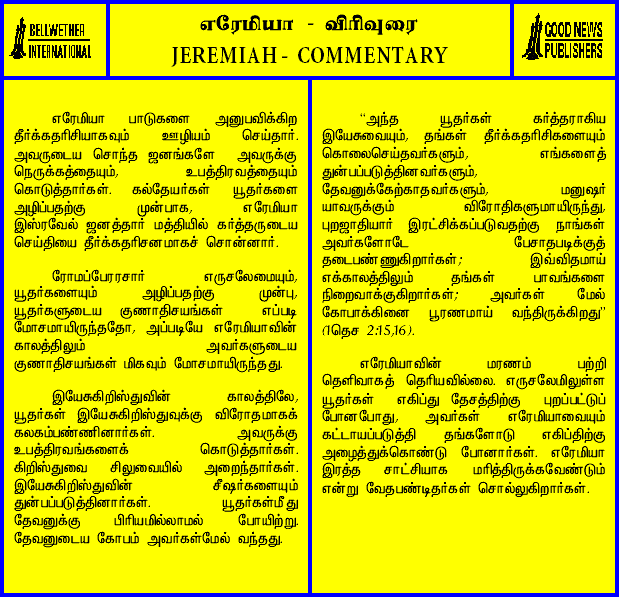 BELLWETHER
INTERNATIONAL
எரேமியா - விரிவுரை
JEREMIAH - COMMENTARY
GOOD NEWS
PUBLISHERS
எரேமியா பாடுகளை அனுபவிக்கிற
தீர்க்கதரிசியாகவும் ஊழியம் செய்தார்.
அவருடைய சொந்த ஜனங்களே அவருக்கு
நெருக்கத்தையும், உபத்திரவத்தையும்
கொடுத்தார்கள். கல்தேயர்கள் யூதர்களை
அழிப்பதற்கு முன்பாக, எரேமியா
இஸ்ரவேல் ஜனத்தார் மத்தியில் கர்த்தருடைய
செய்தியை தீர்க்கதரிசனமாகச் சொன்னார்.
ரோமப்பேரரசார் எருசலேமையும்,
யூதர்களையும் அழிப்பதற்கு முன்பு,
யூதர்களுடைய குணாதிசயங்கள் எப்படி
மோசமாயிருந்ததோ, அப்படியே எரேமியாவின்
காலத்திலும் அவர்களுடைய
குணாதிசயங்கள் மிகவும் மோசமாயிருந்தது.
இயேசுகிறிஸ்துவின் காலத்திலே,
யூதர்கள் இயேசுகிறிஸ்துவுக்கு விரோதமாகக்
கலகம்பண்ணினார்கள். அவருக்கு
உபத்திரவங்களைக் கொடுத்தார்கள்.
கிறிஸ்துவை சிலுவையில் அறைந்தார்கள்.
இயேசுகிறிஸ்துவின் சீஷர்களையும்
துன்பப்படுத்தினார்கள். யூதர்கள்மீது
தேவனுக்கு பிரியமில்லாமல் போயிற்று.
தேவனுடைய கோபம் அவர்கள்மேல் வந்தது.
“அந்த யூதர்கள் கர்த்தராகிய
இயேசுவையும், தங்கள் தீர்க்கதரிசிகளையும்
கொலைசெய்தவர்களும், எங்களைத்
துன்பப்படுத்தினவர்களும்,
தேவனுக்கேற்காதவர்களும், மனுஷர்
யாவருக்கும் விரோதிகளுமாயிருந்து,
புறஜாதியார் இரட்சிக்கப்படுவதற்கு நாங்கள்
அவர்களோடே பேசாதபடிக்குத்
தடைபண்ணுகிறார்கள்; இவ்விதமாய்
எக்காலத்திலும் தங்கள் பாவங்களை
நிறைவாக்குகிறார்கள்; அவர்கள் மேல்
கோபாக்கினை பூரணமாய் வந்திருக்கிறது”
(1தெச 2:15,16).
எரேமியாவின் மரணம் பற்றி
தெளிவாகத் தெரியவில்லை. எருசலேமிலுள்ள
யூதர்கள் எகிப்து தேசத்திற்கு புறப்பட்டுப்
போனபோது, அவர்கள் எரேமியாவையும்
கட்டாயப்படுத்தி தங்களோடு எகிப்திற்கு
அழைத்துக்கொண்டு போனார்கள். எரேமியா
இரத்த சாட்சியாக மரித்திருக்கவேண்டும்
என்று வேதபண்டிதர்கள் சொல்லுகிறார்கள்.